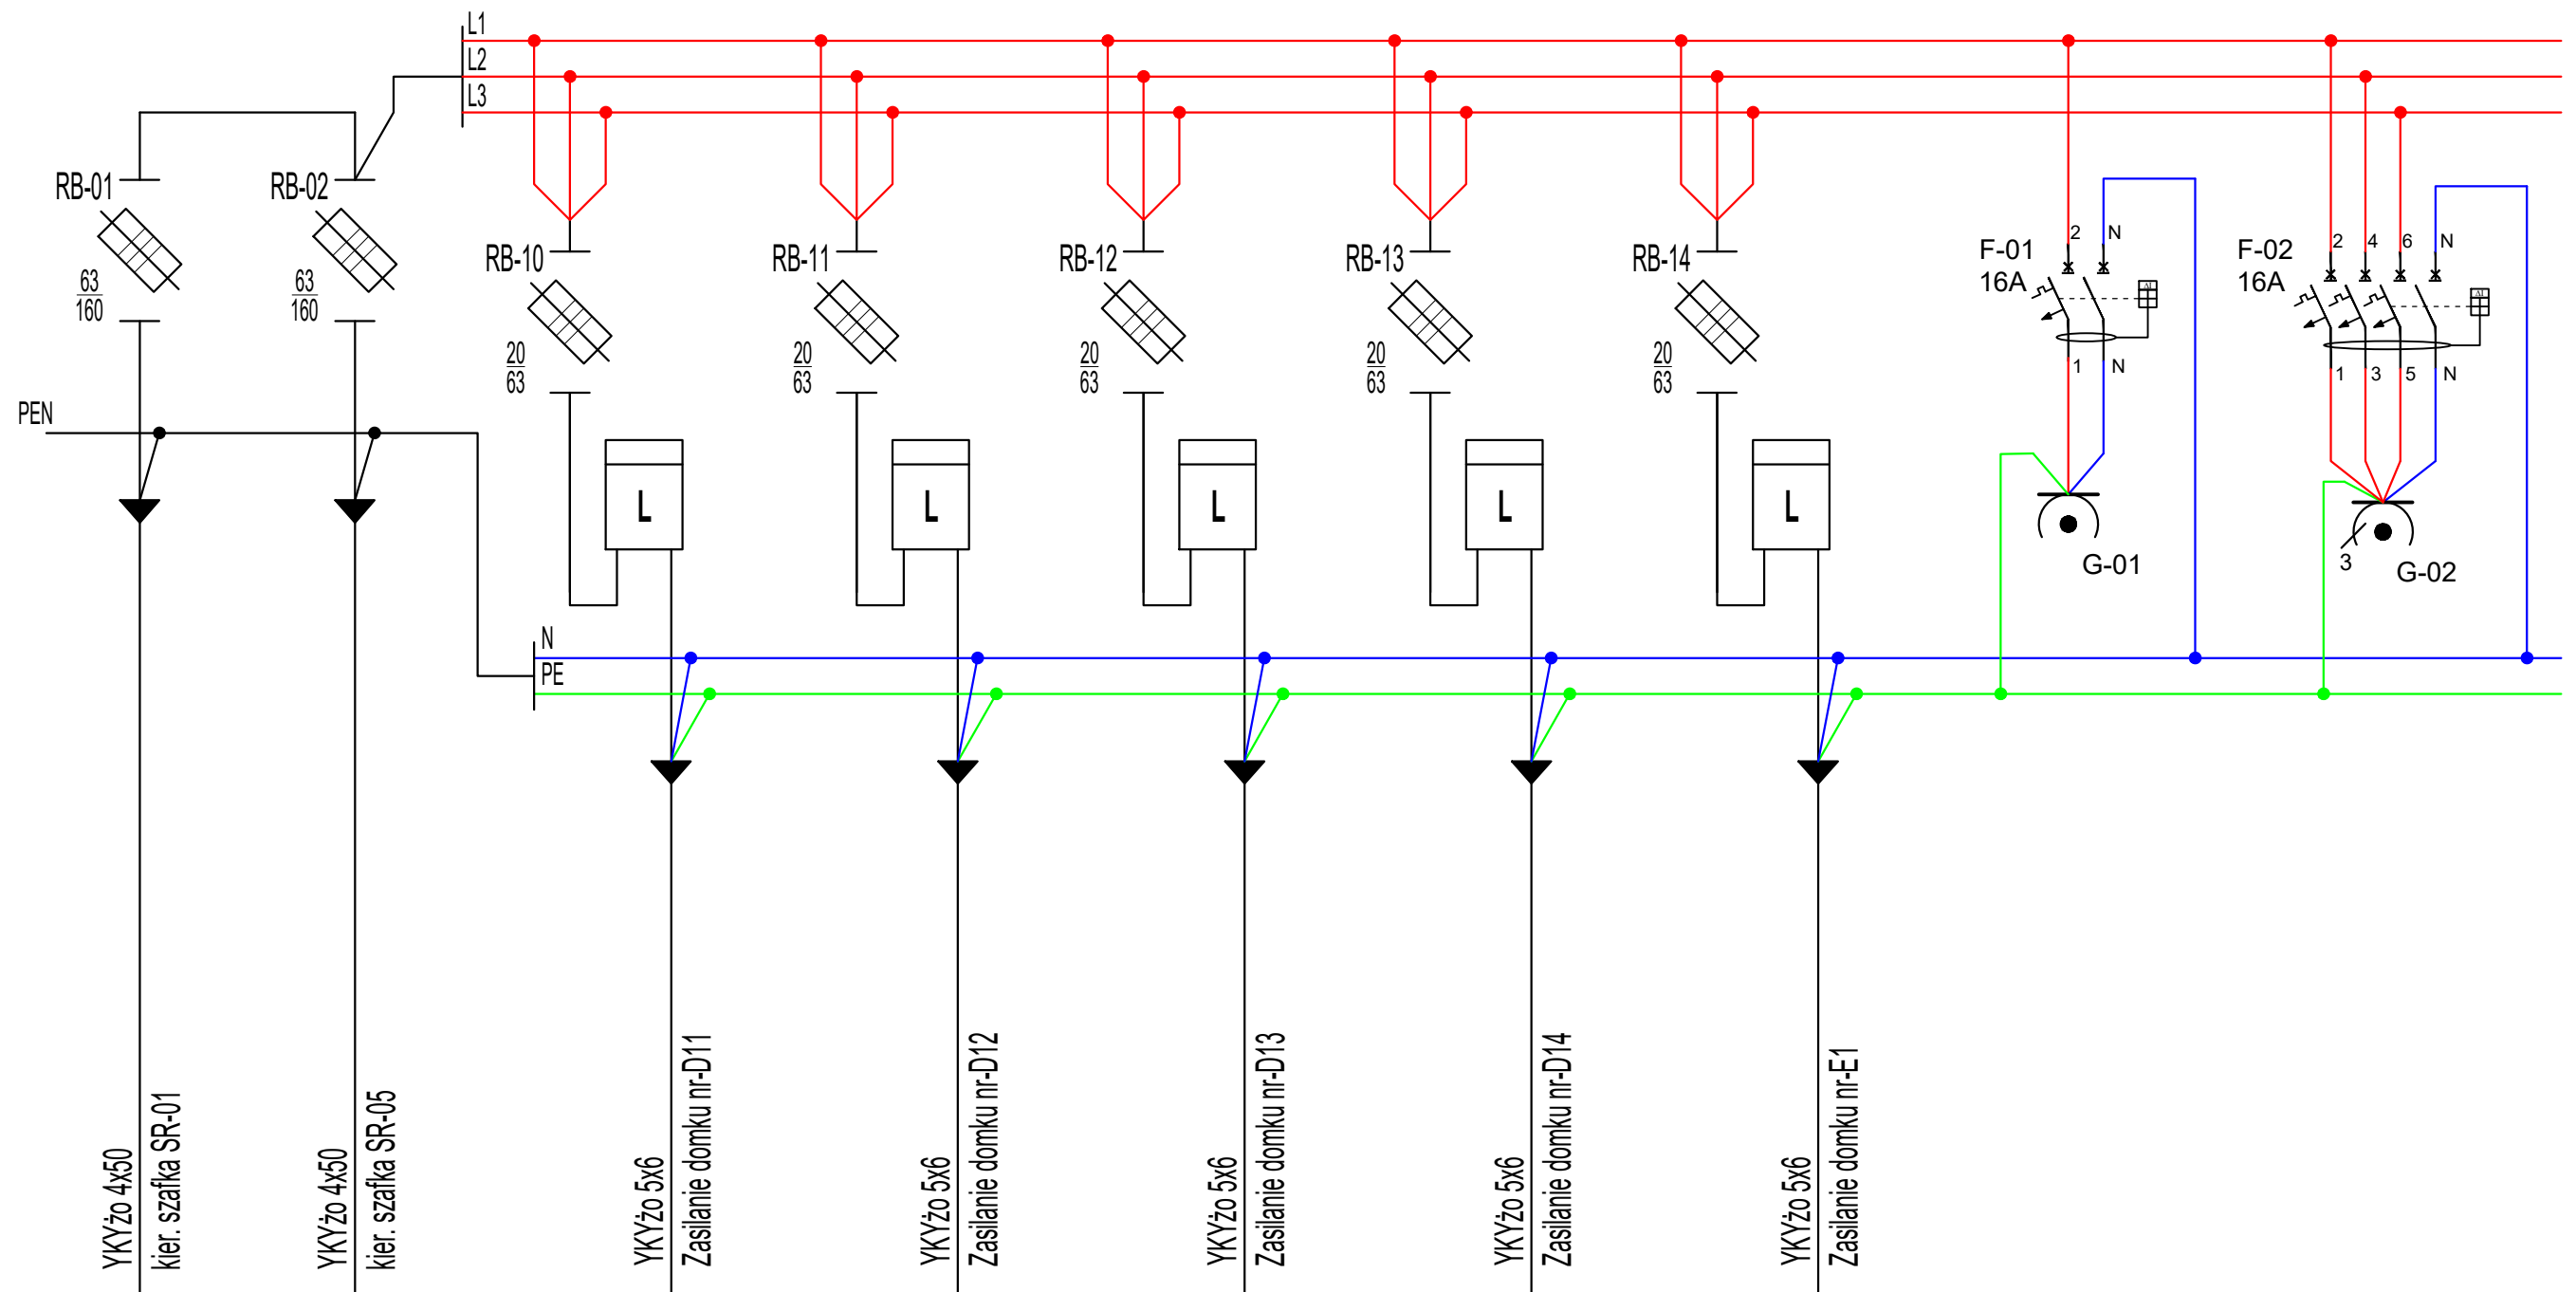 L1
L2
L3
RB-01
63
160
RB-02
63
160
PEN
RB-10
20
63
RB-11
20
63
RB-12
20
63
RB-13
20
63
RB-14
20
63
L
L
L
L
L
F-01
16A
2
N
1
N
G-01
F-02
16A
2
4
6
N
1
3
5
N
3
G-02
N
PE
YKYżo 4x50
kier. szafka SR-01
YKYżo 4x50
kier. szafka SR-05
YKYżo 5x6
Zasilanie domku nr-D11
YKYżo 5x6
Zasilanie domku nr-D12
YKYżo 5x6
Zasilanie domku nr-D13
YKYżo 5x6
Zasilanie domku nr-D14
YKYżo 5x6
Zasilanie domku nr-E1